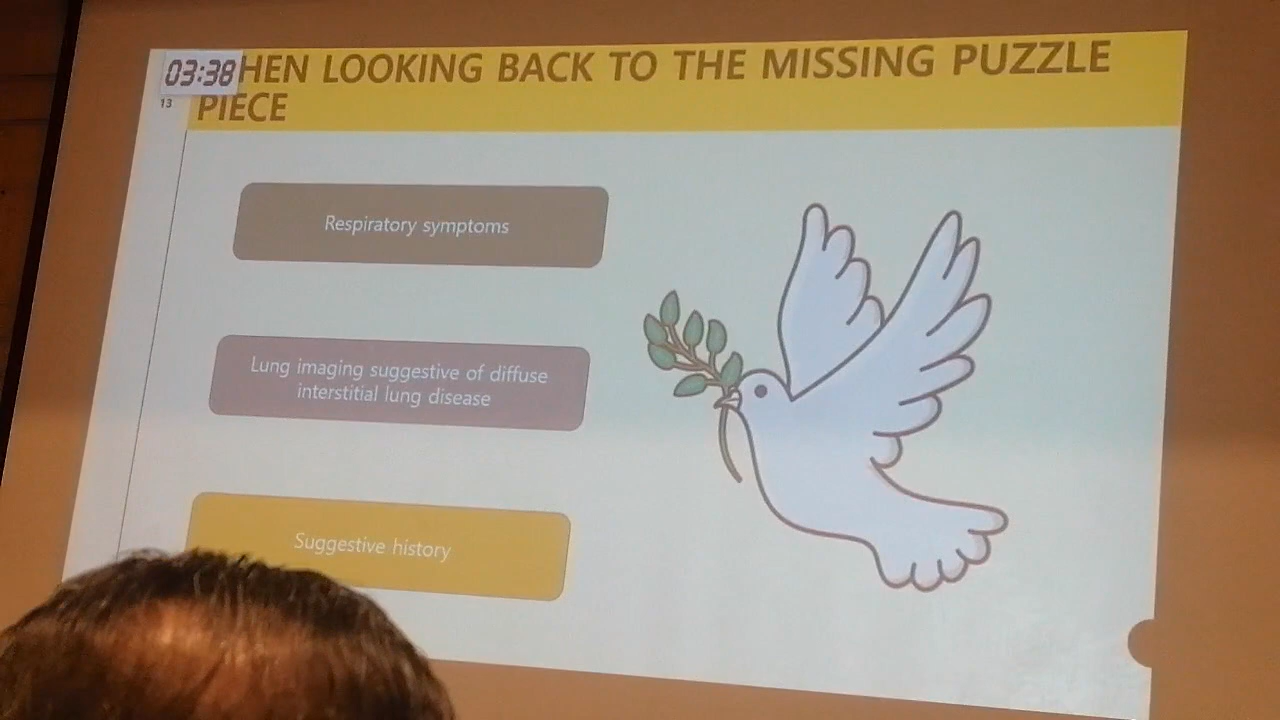 03:38
HEN LOOKING BACK TO THE MISSING PUZZLE
PIECE
13
Respiratory symptoms
Lung imaging suggestive of diffuse
interstitial lung disease
Suggestive history